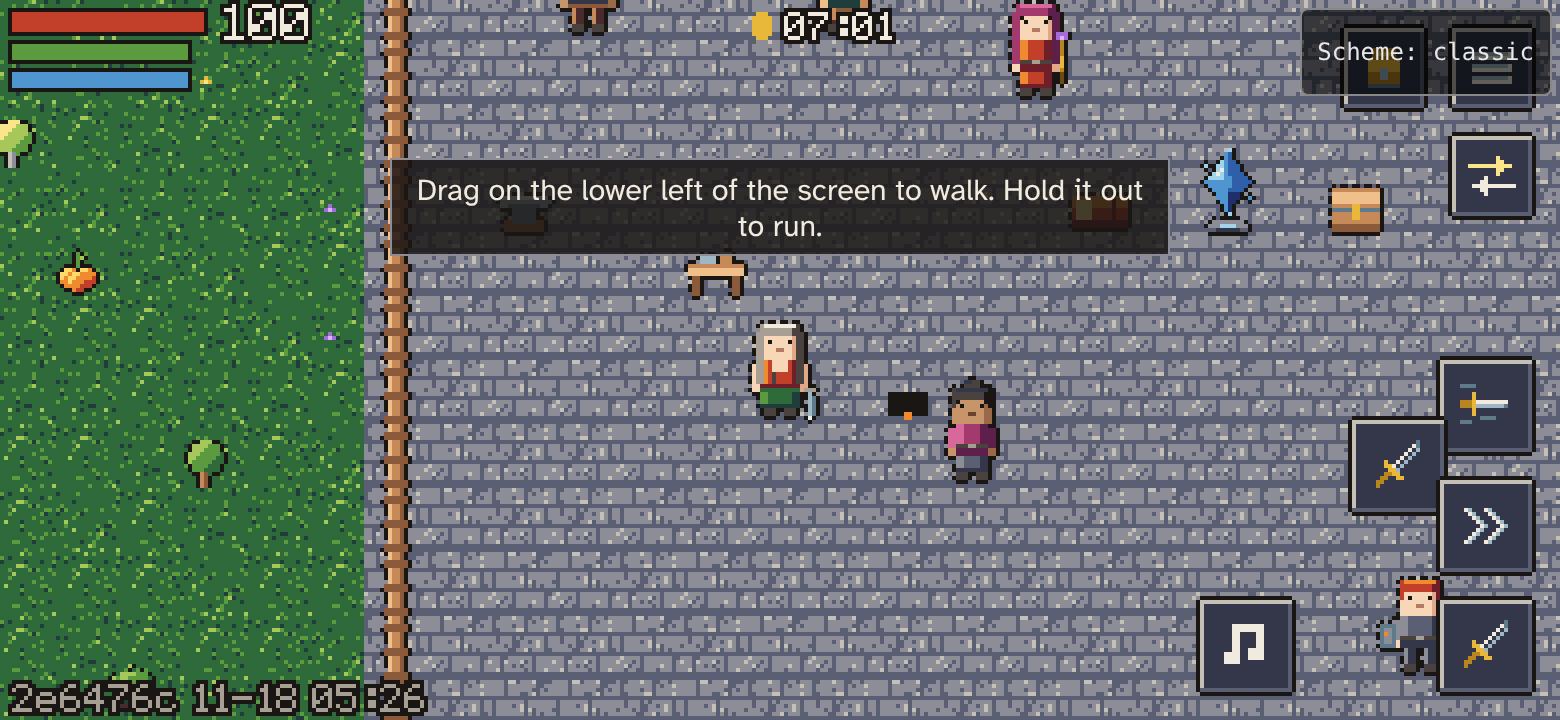 100
07:01
Scheme: classic
Drag on the lower left of the screen to walk. Hold it out
to run.
2e6476c 11-18 05:26